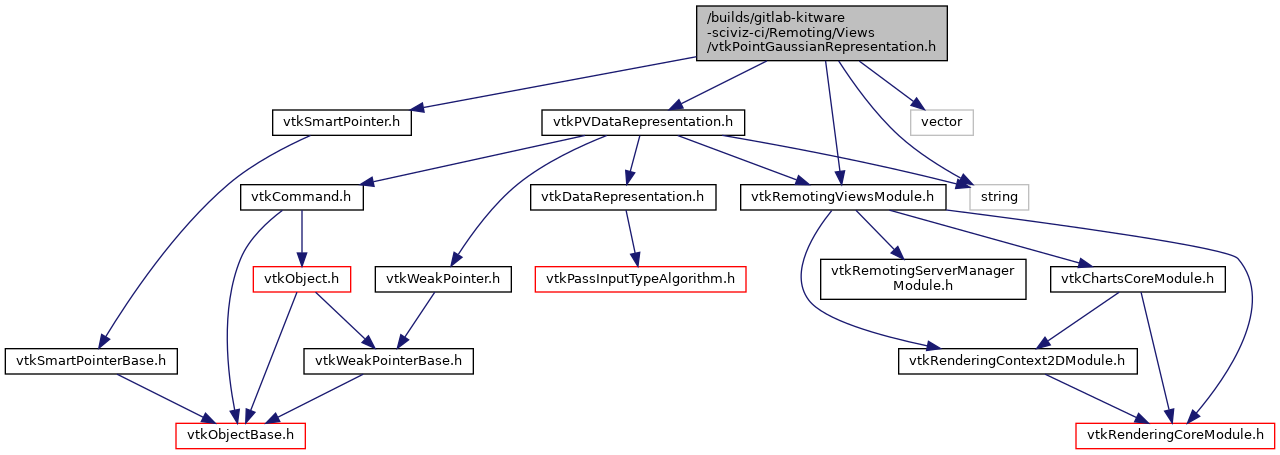 /builds/gitlab-kitware
-sciviz-ci/Remoting/Views
/vtkPointGaussianRepresentation.h
vtkSmartPointer.h
vtkPVDataRepresentation.h
vector
vtkCommand.h
vtkDataRepresentation.h
vtkRemotingViewsModule.h
string
vtkObject.h
vtkWeakPointer.h
vtkPassInputTypeAlgorithm.h
vtkRemotingServerManager
Module.h
vtkChartsCoreModule.h
vtkSmartPointerBase.h
vtkWeakPointerBase.h
vtkRenderingContext2DModule.h
vtkObjectBase.h
vtkRenderingCoreModule.h